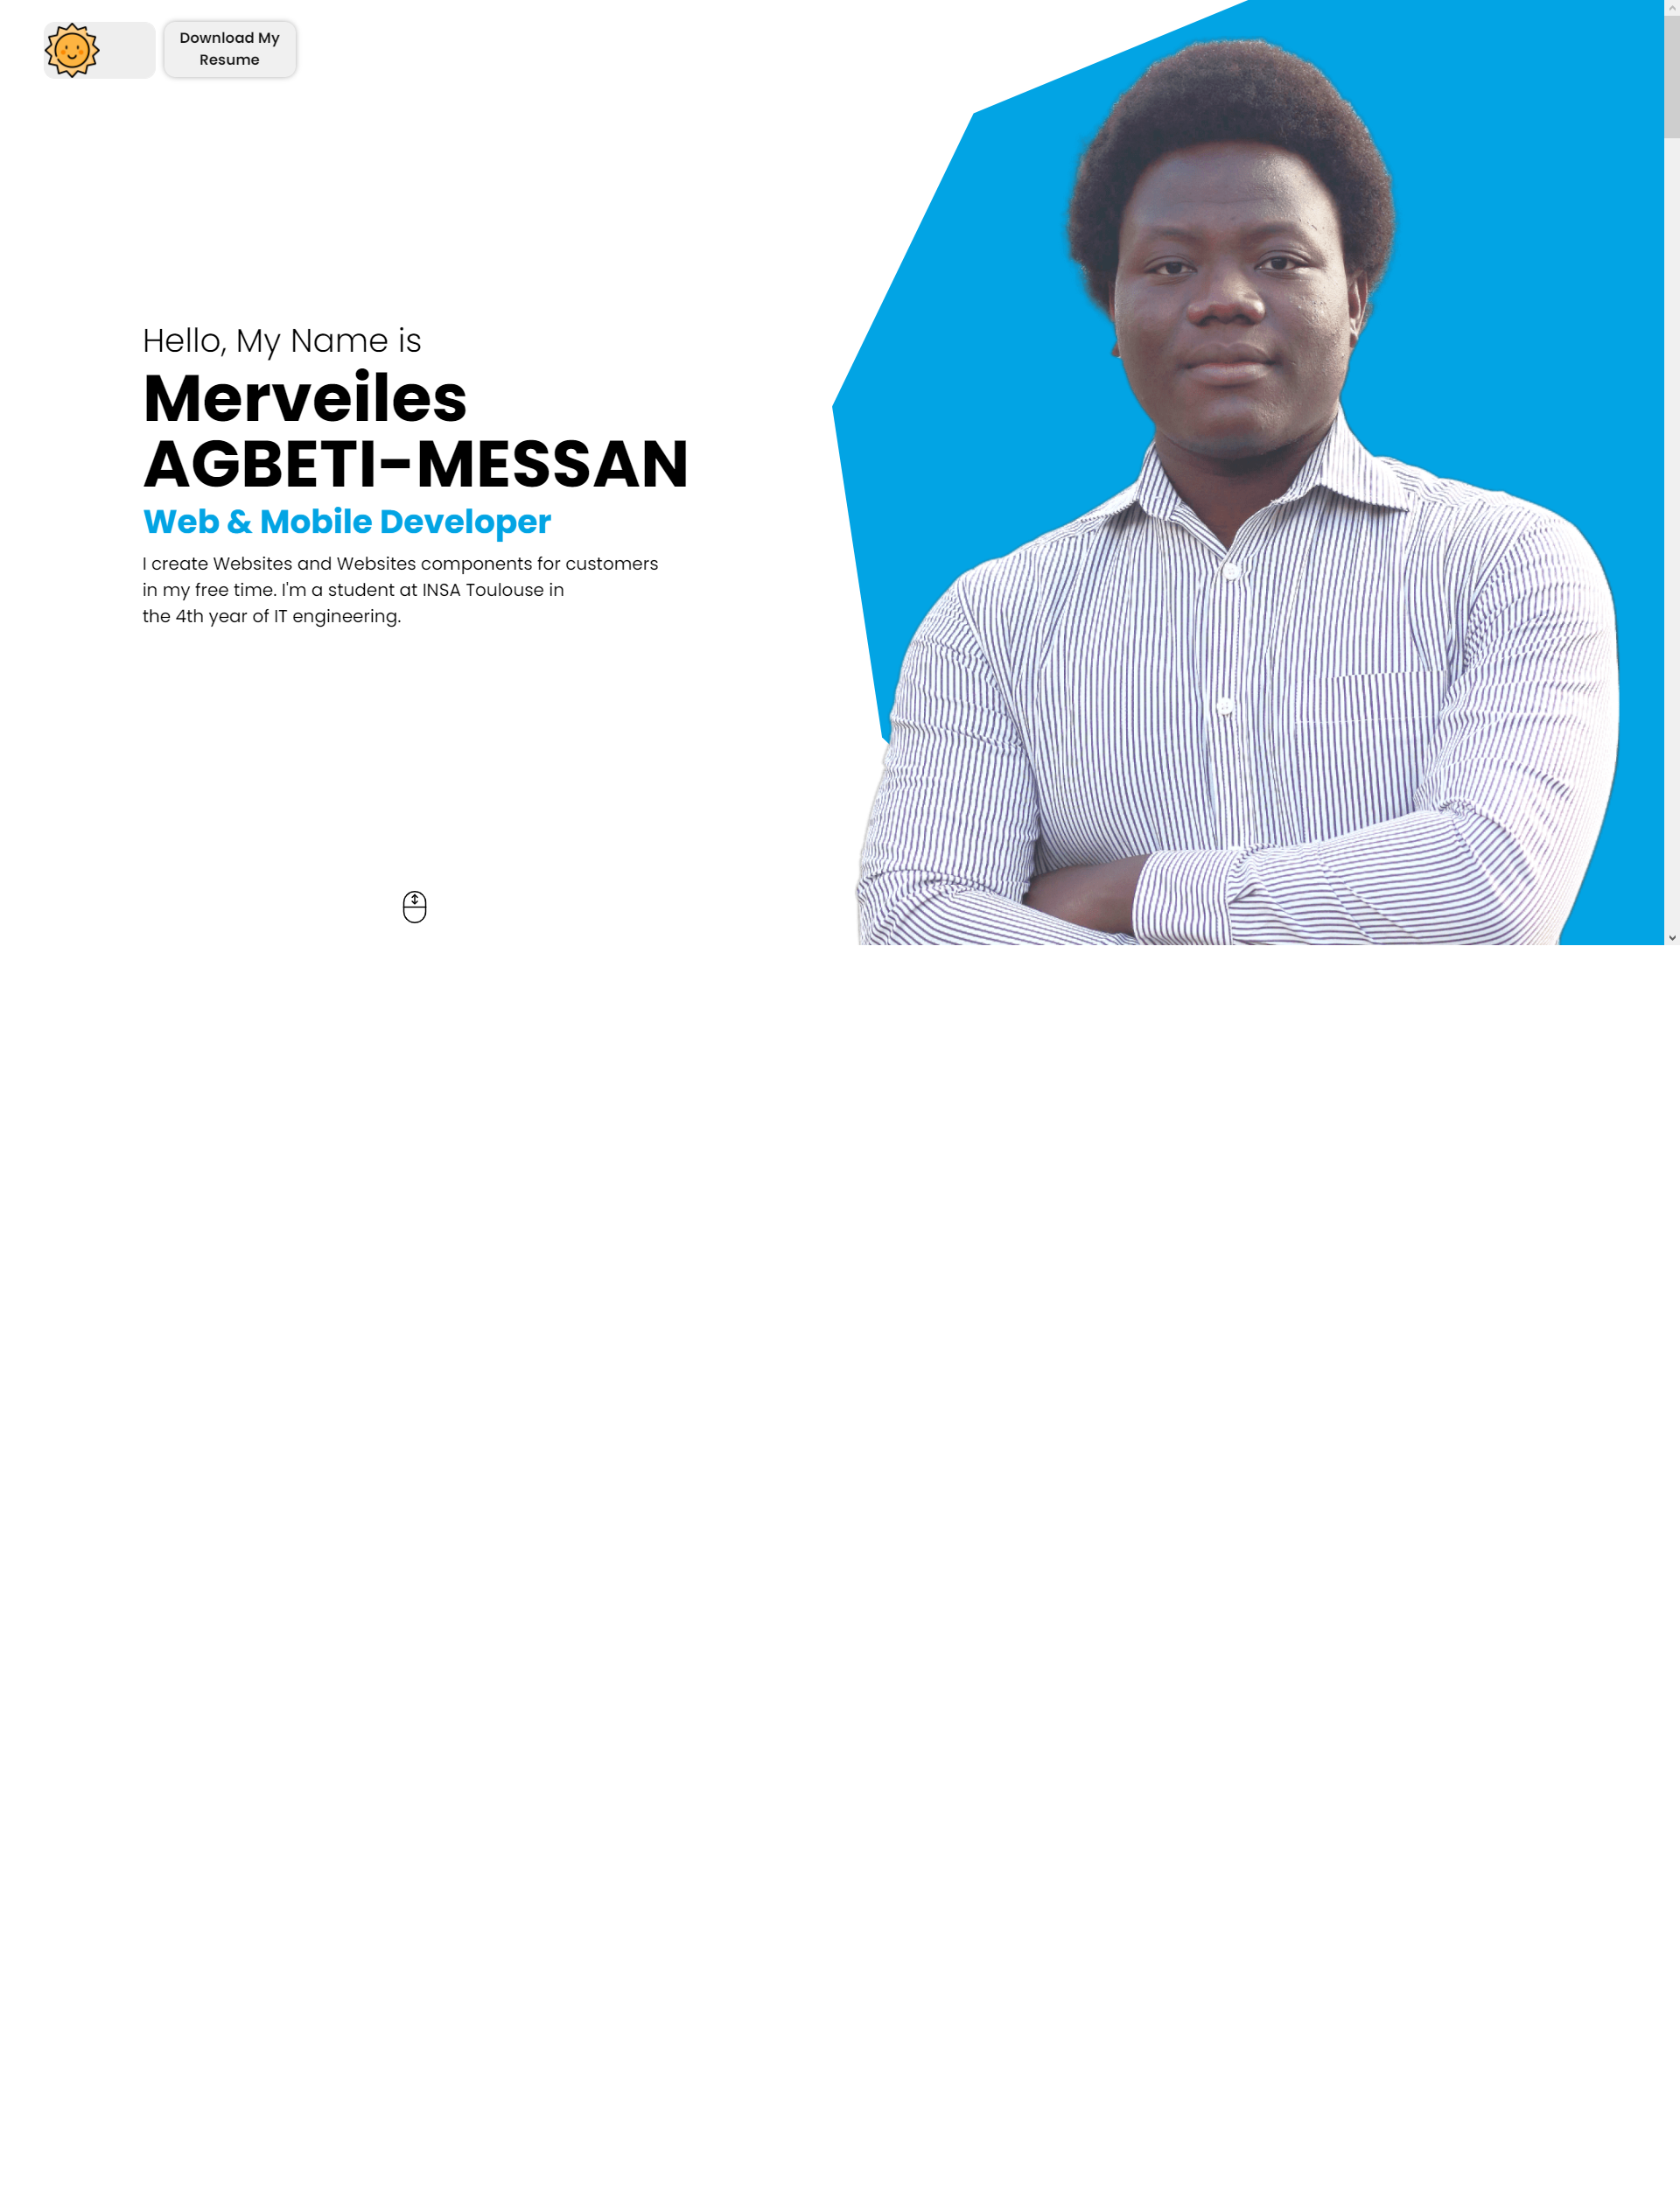 Download My
Resume
Hello, My Name is
Merveiles
AGBETI-MESSAN
Web & Mobile Developer
I create Websites and Websites components for customers
in my free time. I'm a student at INSA Toulouse in
the 4th year of IT engineering.